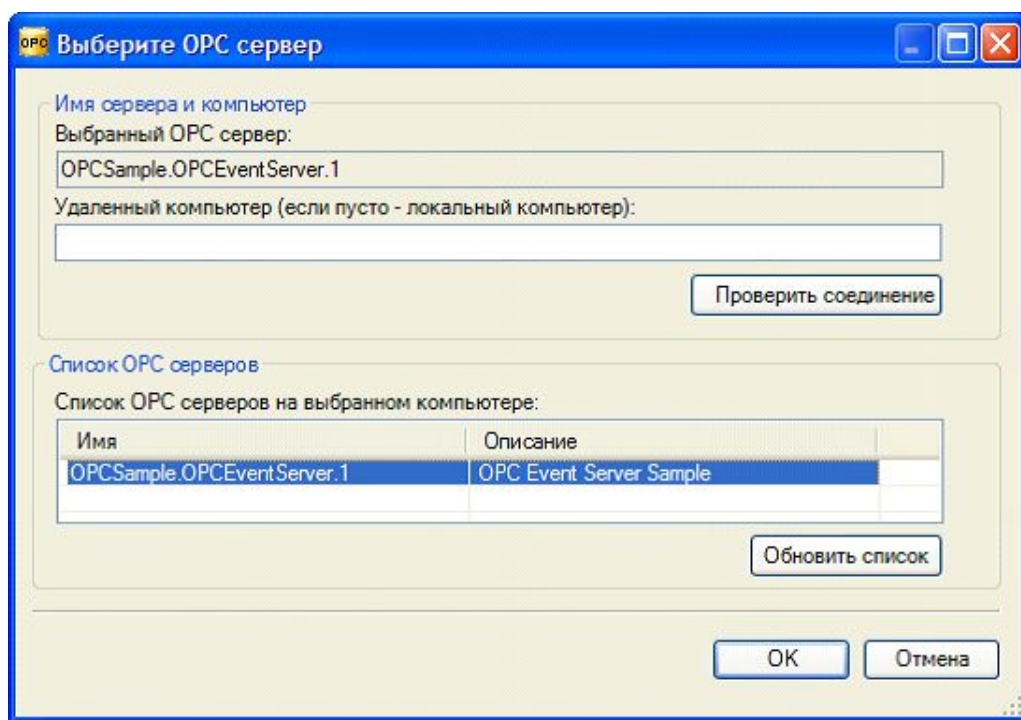 OPC Выберите OPC сервер
Имя сервера и компьютер
Выбранный OPC сервер:
OPCSample.OPCEventServer.1
Удаленный компьютер (если пусто - локальный компьютер):
Проверить соединение
Список OPC серверов
Список OPC серверов на выбранном компьютере:
Имя Описание
OPCSample.OPCEventServer.1 OPC Event Server Sample
Обновить список
OK Отмена